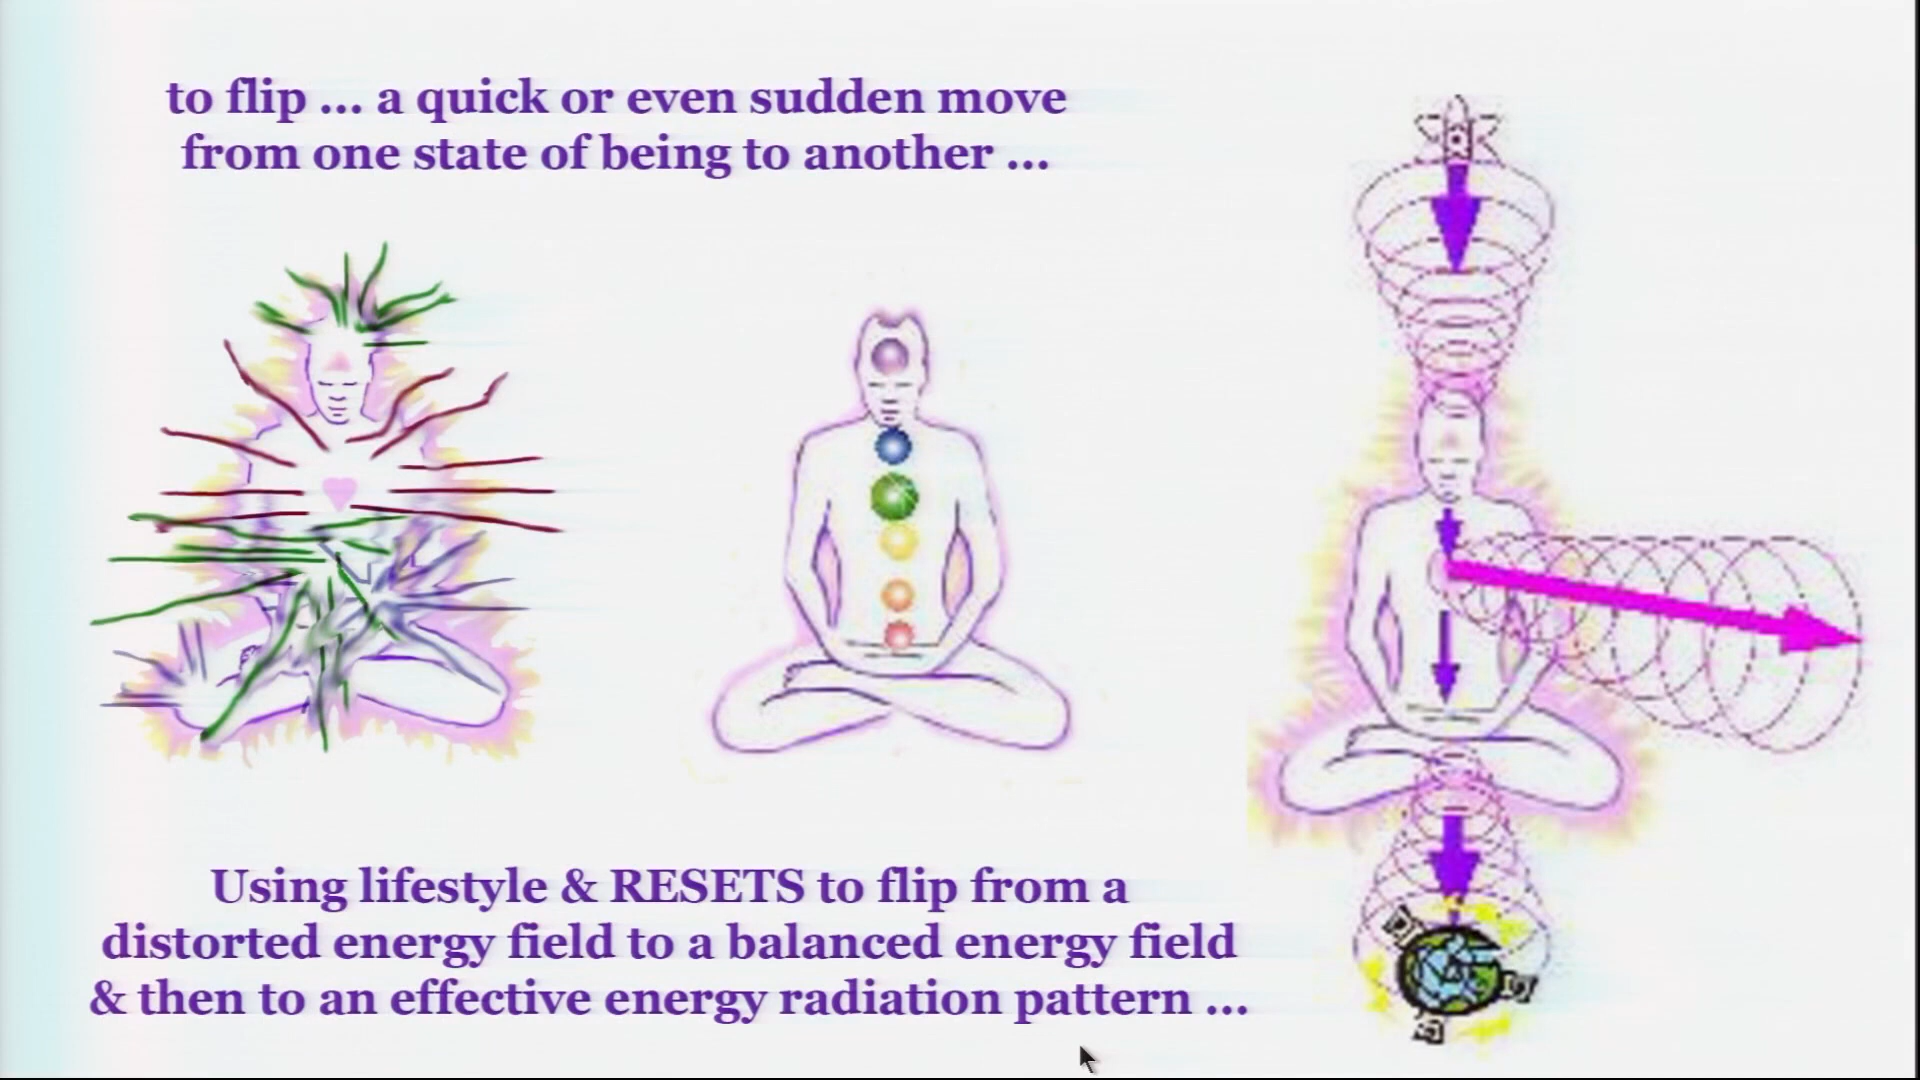 to flip ... a quick or even sudden move
from one state of being to another ...
Using lifestyle & RESETS to flip from a
distorted energy field to a balanced energy field
& then to an effective energy radiation pattern ...